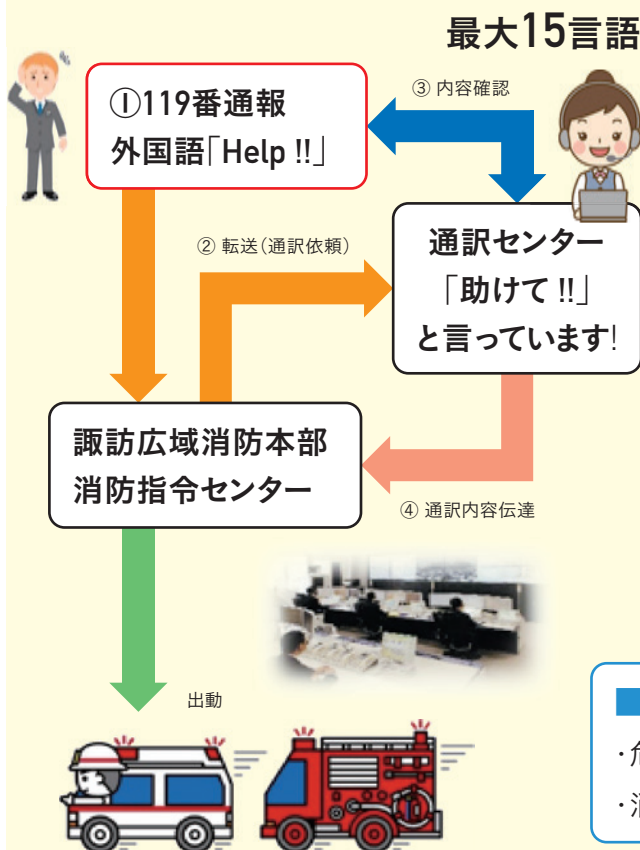 最大15言語
①119番通報
外国語「Help !!」
③ 内容確認
② 転送(通訳依頼)
通訳センター
「助けて !!」
と言っています!
諏訪広域消防本部
消防指令センター
④ 通訳内容伝達
出動